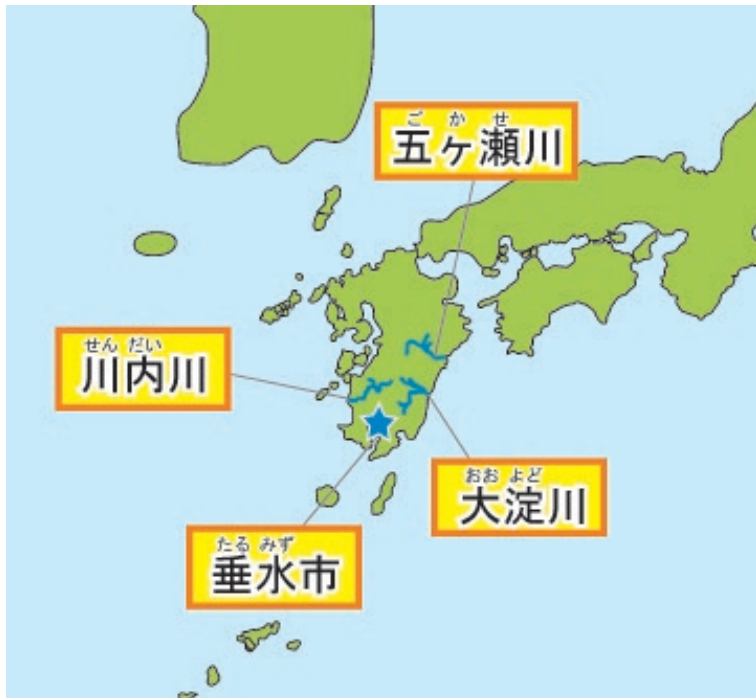 ご か せ
五ヶ瀬川
せん だい
川内川
おお よど
大淀川
たる みず
垂水市